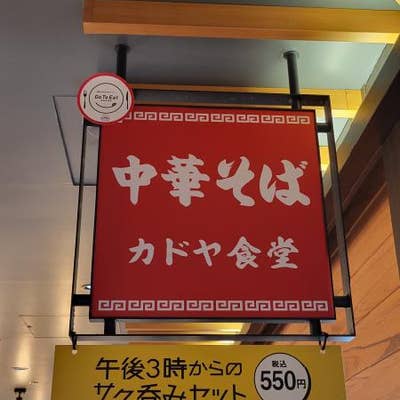 Go To Eat
中華そば
カドヤ食堂
午後3時からの
サク呑みセット
税込
550円